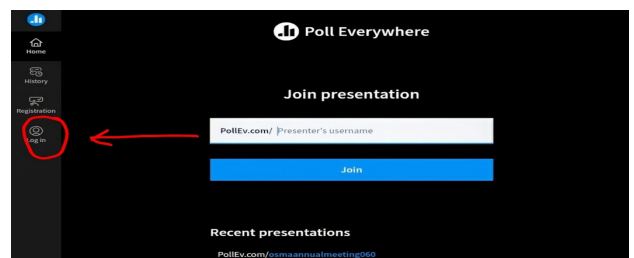 Poll Everywhere
Home
History
Registration
Log in
Join presentation
PollEv.com/ Presenter's username
Join
Recent presentations
PollEv.com/osmaannualmeeting060